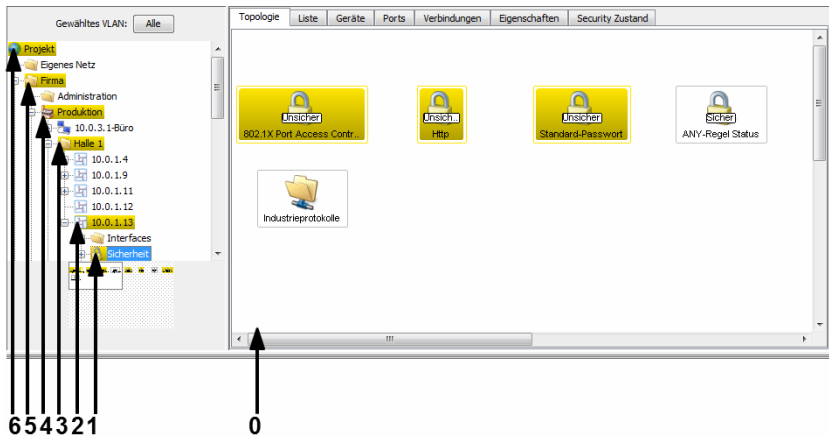 Gewähltes VLAN: Alle
Projekt
Eigenes Netz
Firma
Administration
Produktion
10.0.3.1-Büro
Halle 1
10.0.1.4
10.0.1.9
10.0.1.11
10.0.1.12
10.0.1.13
Interfaces
Sicherheit
Topologie Liste Geräte Ports Verbindungen Eigenschaften Security Zustand
Unsicher Unsich... Unsicher Sicher
802.1X Port Access Contr... Http Standard-Passwort ANY-Regel Status
Industrieprotokolle
6 5 4 3 2 1 0